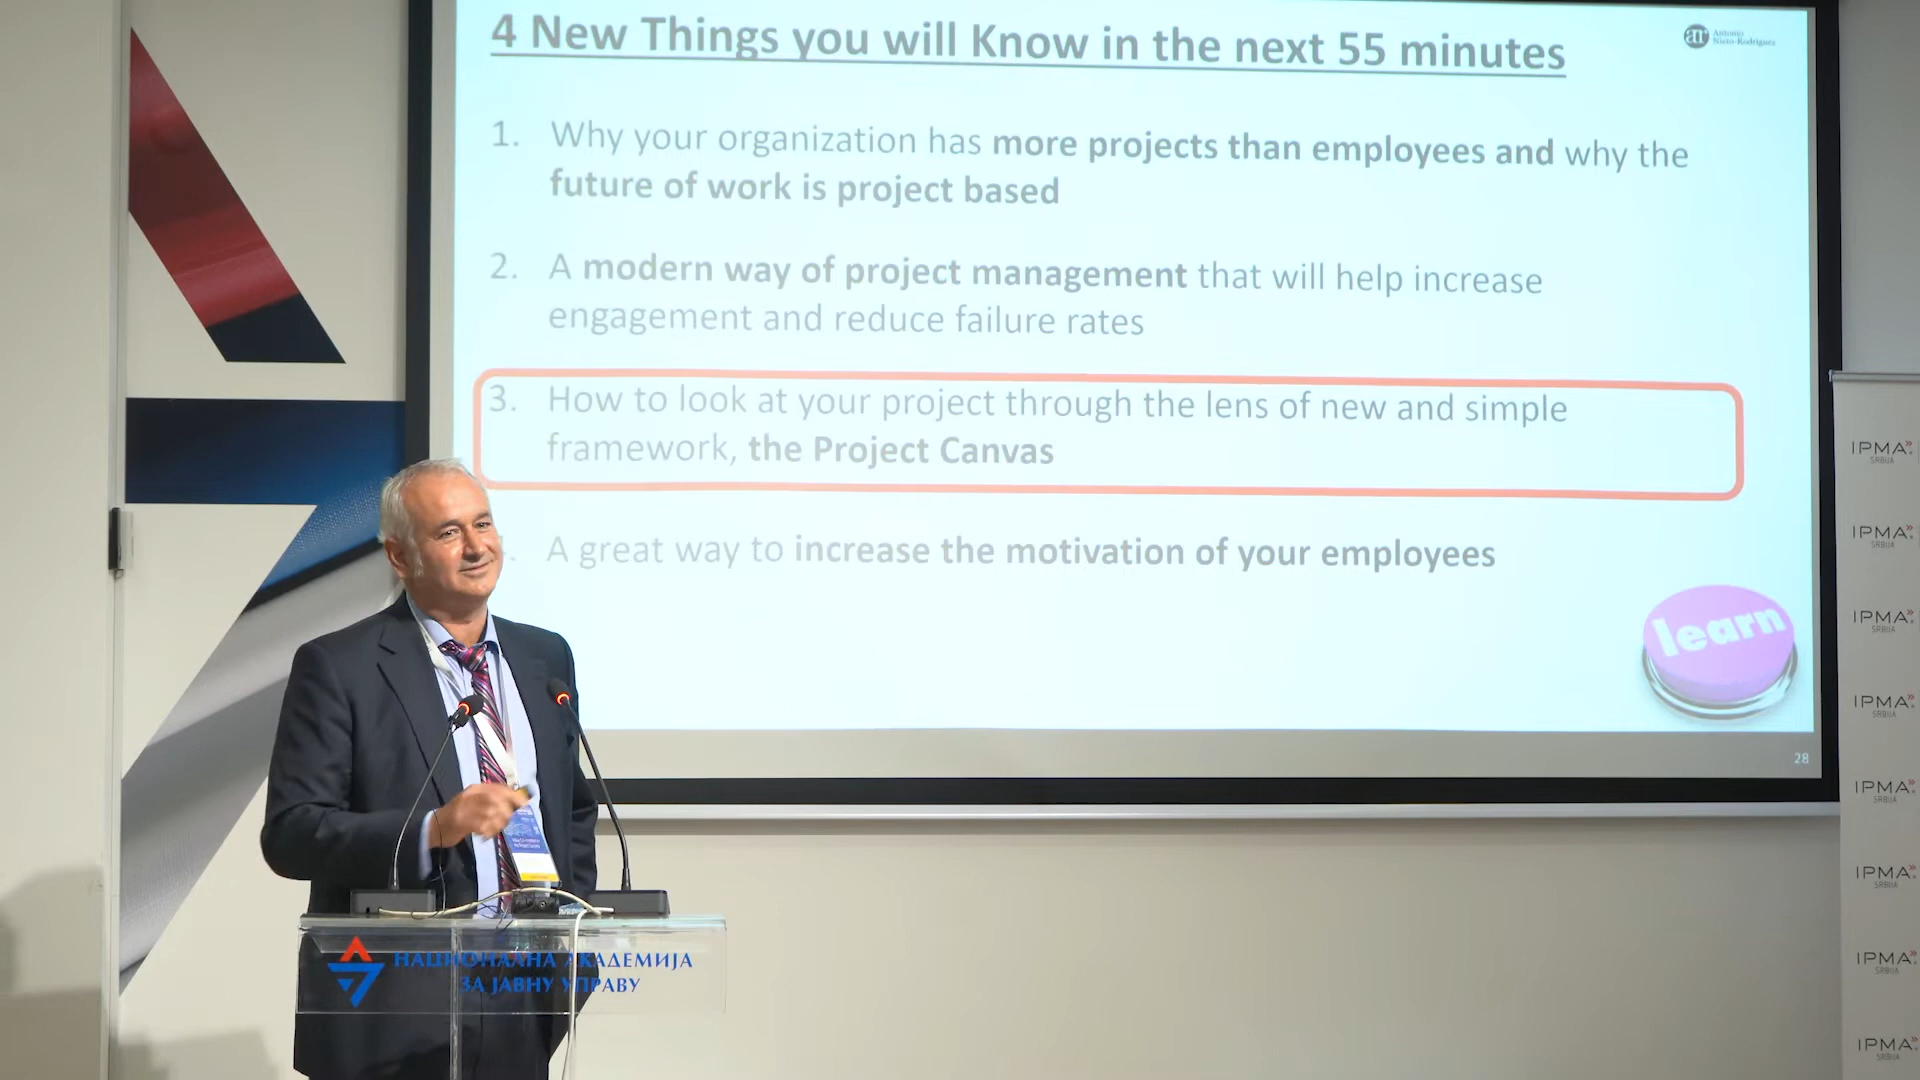 4 New Things you will Know in the next 55 minutes
Antonio
Nieto-Rodriguez
1. Why your organization has more projects than employees and why the
future of work is project based
2. A modern way of project management that will help increase
engagement and reduce failure rates
3. How to look at your project through the lens of new and simple
framework, the Project Canvas
A great way to increase the motivation of your employees
learn
28
НАЦИОНАЛНА АКАДЕМИЈА
ЗА ЈАВНУ УПРАВУ
IPMA
SRBIJA
IPMA
SRBIJA
IPMA
SRBIJA
IPMA
SRBIJA
IPMA
SRBIJA
IPMA
SRBIJA
IPMA
SRBIJA
IPMA
SRBIJA